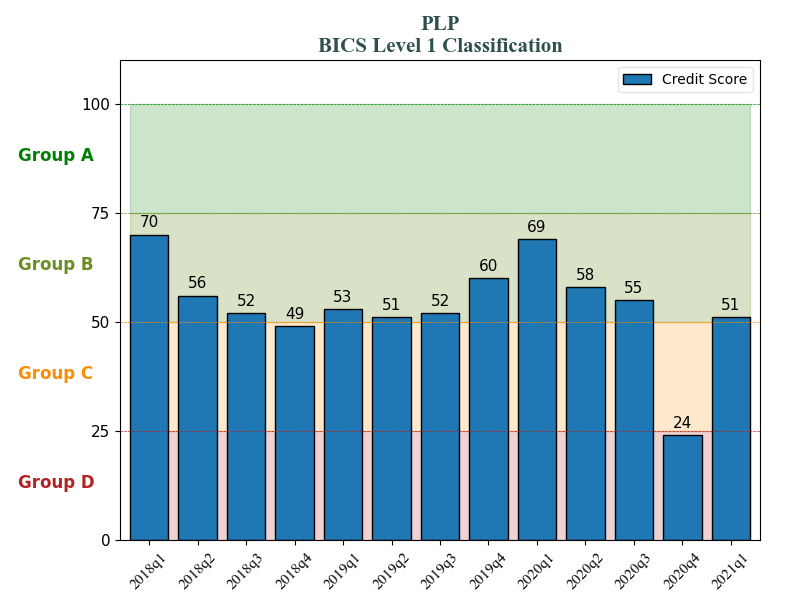 PLP
BICS Level 1 Classification
Credit Score
100
Group A
75
70
Group B
56
52
49
53
51
52
60
69
58
55
24
51
50
Group C
25
Group D
0
2018q1
2018q2
2018q3
2018q4
2019q1
2019q2
2019q3
2019q4
2020q1
2020q2
2020q3
2020q4
2021q1